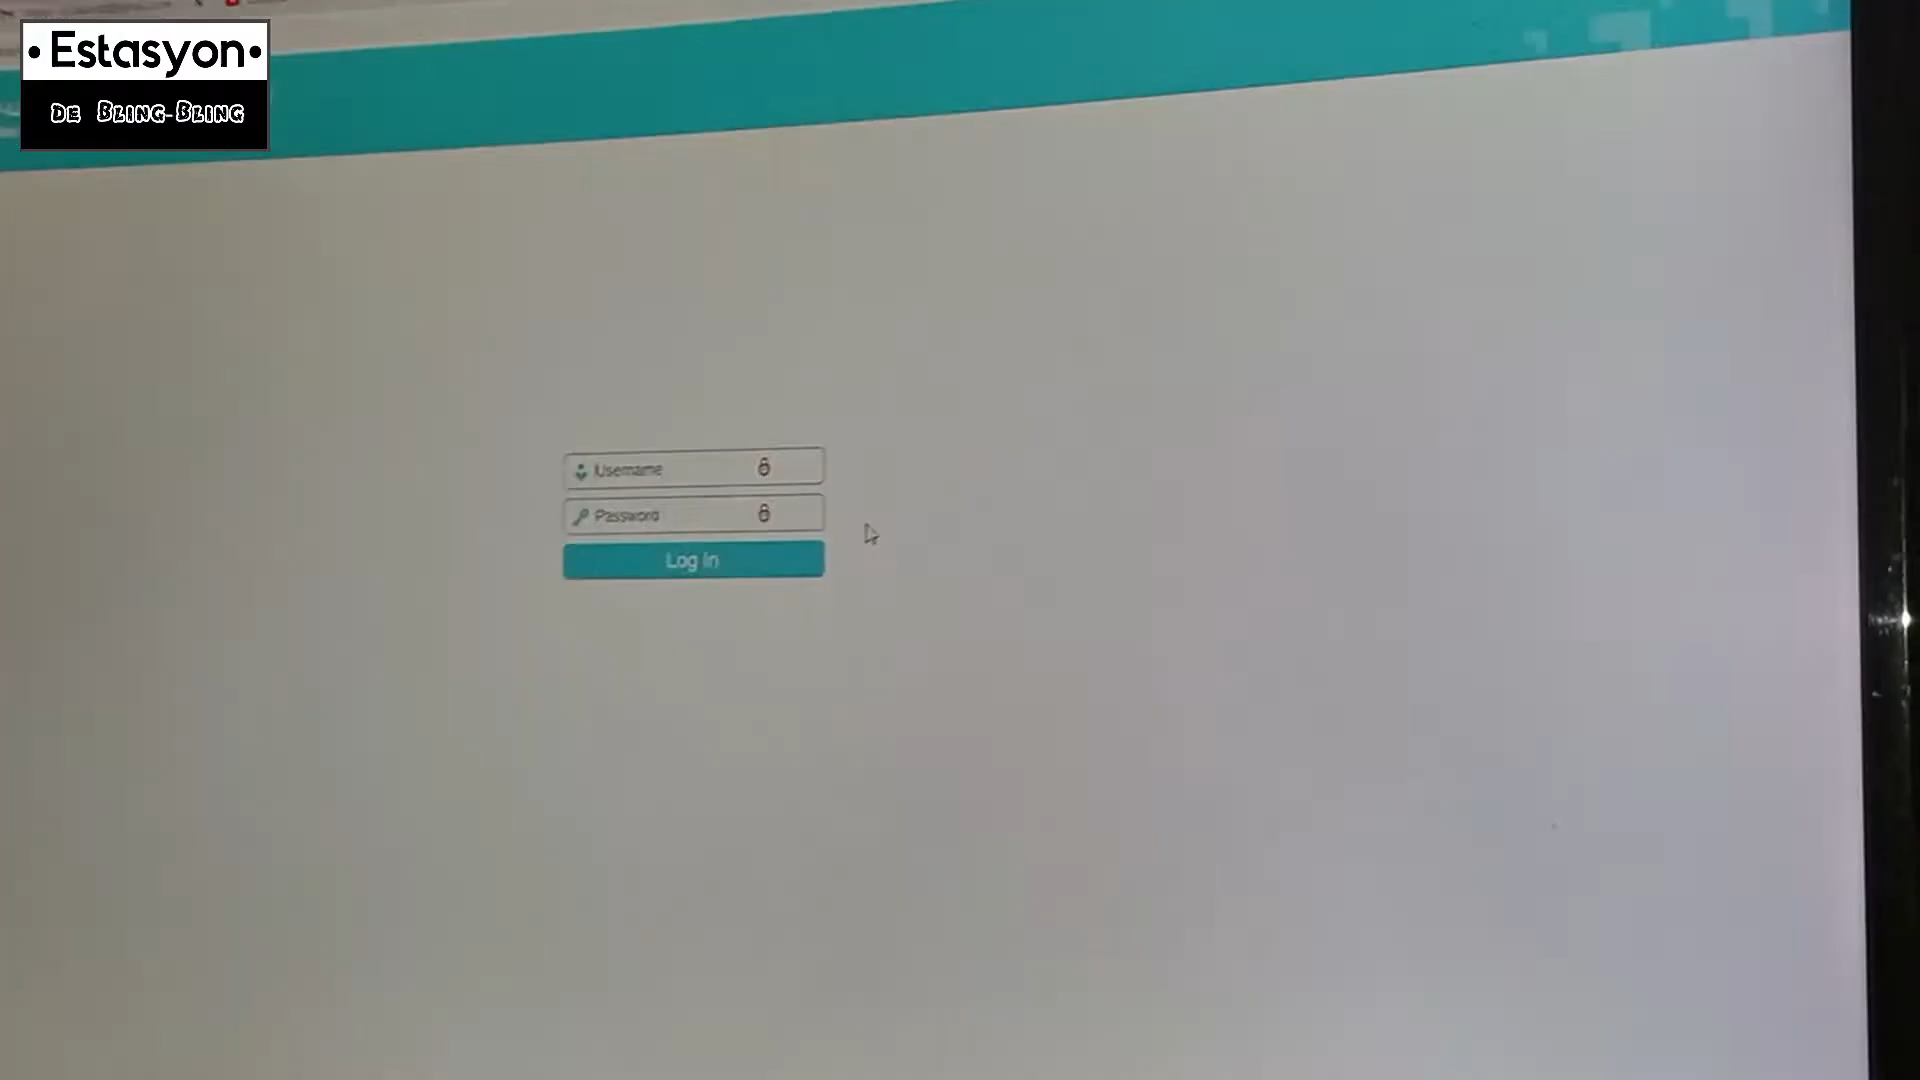 •Estasyon•
DE BLING-BLING
Username
Password
Log In